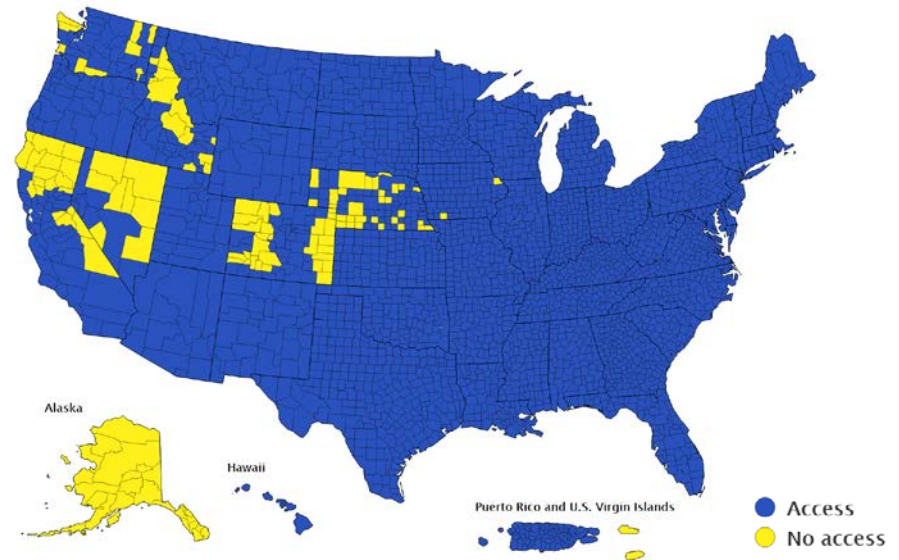 Alaska
Hawaii
Puerto Rico and U.S. Virgin Islands
Access
No access